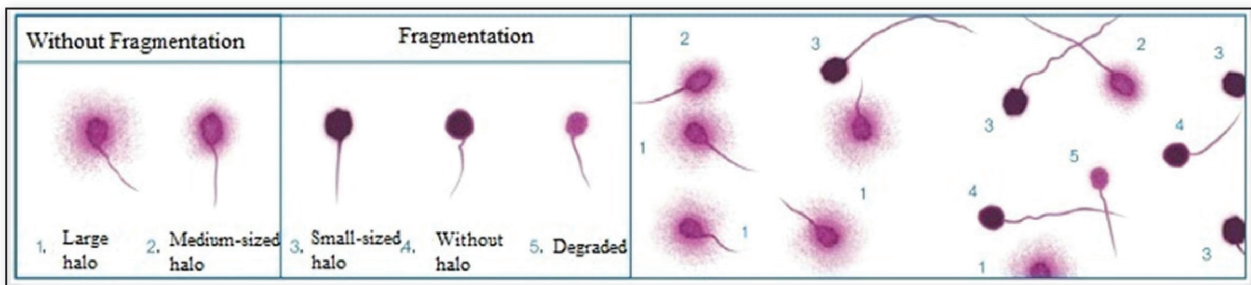 Without Fragmentation
Fragmentation
1. Large halo
2. Medium-sized halo
3. Small-sized halo
4. Without halo
5. Degraded
2
3
2
3
3
1
4
5
1
4
1
3
1